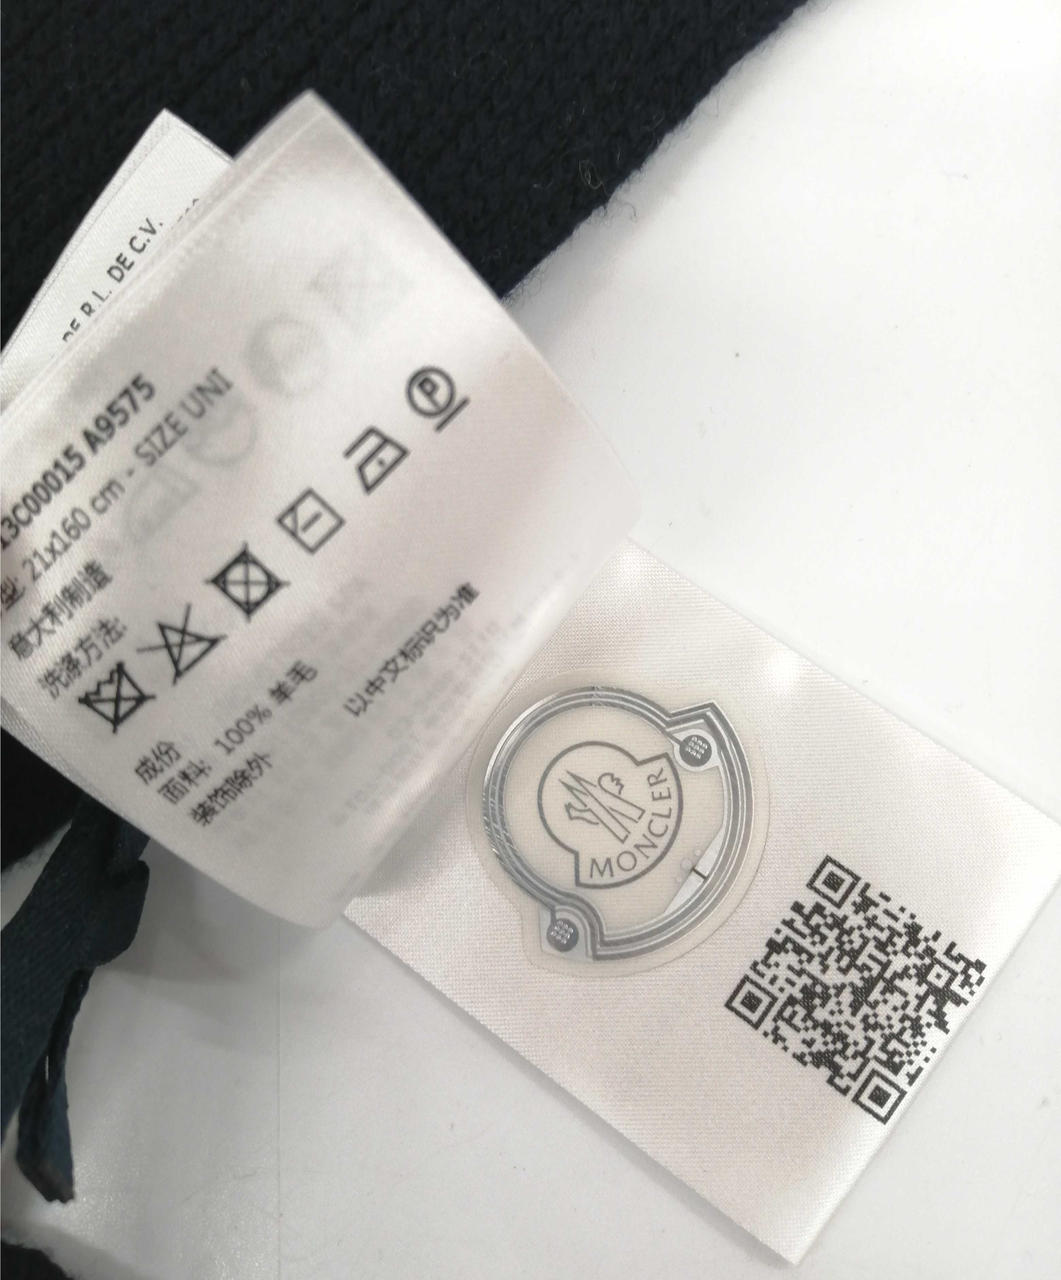 DE R.L. DE C.V.
13C00015 A9575
型 21x160 cm - SIZE UNI
意大利制造
洗涤方法:
P
成份
面料: 100% 羊毛
装饰除外
以中文标识为准
MONCLER